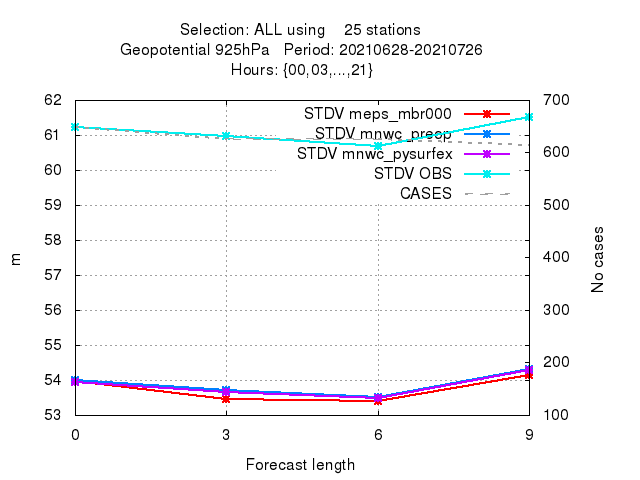 Selection: ALL using 25 stations
Geopotential 925hPa Period: 20210628-20210726
Hours: {00,03,...,21}
62 700
STDV meps_mbr000
61 STDV mnwc_preop
600
STDV mnwc_pysurfex
60 STDV OBS
CASES
59 500
58
57 400
m No cases
56 300
55
54 200
53 100
0 3 6 9
Forecast length